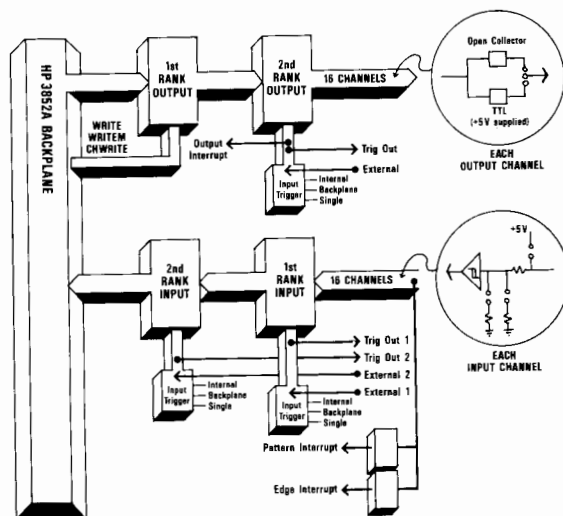 HP 3852A BACKPLANE
1st
RANK
OUTPUT
2nd
RANK
OUTPUT
16 CHANNELS
Open Collector
TTL
(+5V supplied)
EACH
OUTPUT CHANNEL
WRITE
WRITEM
CHWRITE
Output
Interrupt
Trig Out
External
Input
Trigger
Internal
Backplane
Single
2nd
RANK
INPUT
1st
RANK
INPUT
16 CHANNELS
+5V
EACH
INPUT CHANNEL
Trig Out 1
Trig Out 2
External 2
External 1
Input
Trigger
Internal
Backplane
Single
Input
Trigger
Internal
Backplane
Single
Pattern Interrupt
Edge Interrupt